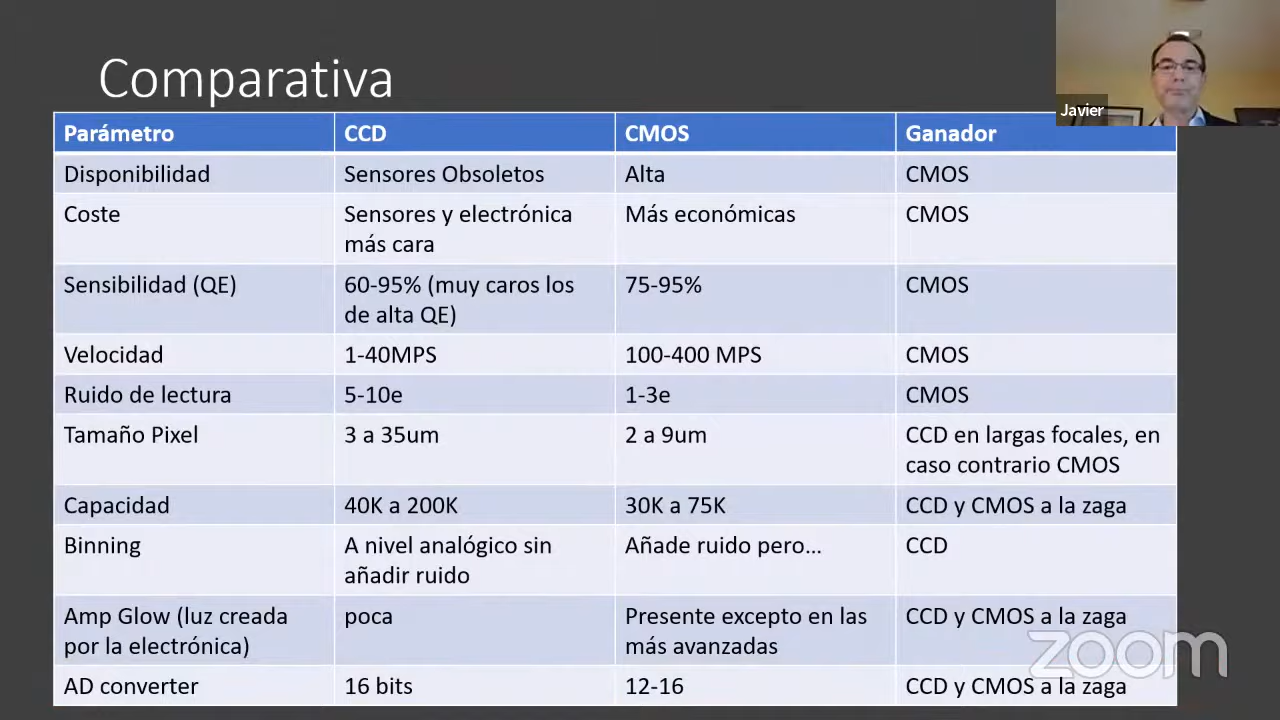 Comparativa
Javier
Parámetro CCD CMOS Ganador
Disponibilidad Sensores Obsoletos Alta CMOS
Coste Sensores y electrónica más cara Más económicas CMOS
Sensibilidad (QE) 60-95% (muy caros los de alta QE) 75-95% CMOS
Velocidad 1-40MPS 100-400 MPS CMOS
Ruido de lectura 5-10e 1-3e CMOS
Tamaño Pixel 3 a 35um 2 a 9um CCD en largas focales, en caso contrario CMOS
Capacidad 40K a 200K 30K a 75K CCD y CMOS a la zaga
Binning A nivel analógico sin añadir ruido Añade ruido pero... CCD
Amp Glow (luz creada por la electrónica) poca Presente excepto en las más avanzadas CCD y CMOS a la zaga
AD converter 16 bits 12-16 CCD y CMOS a la zaga
zoom